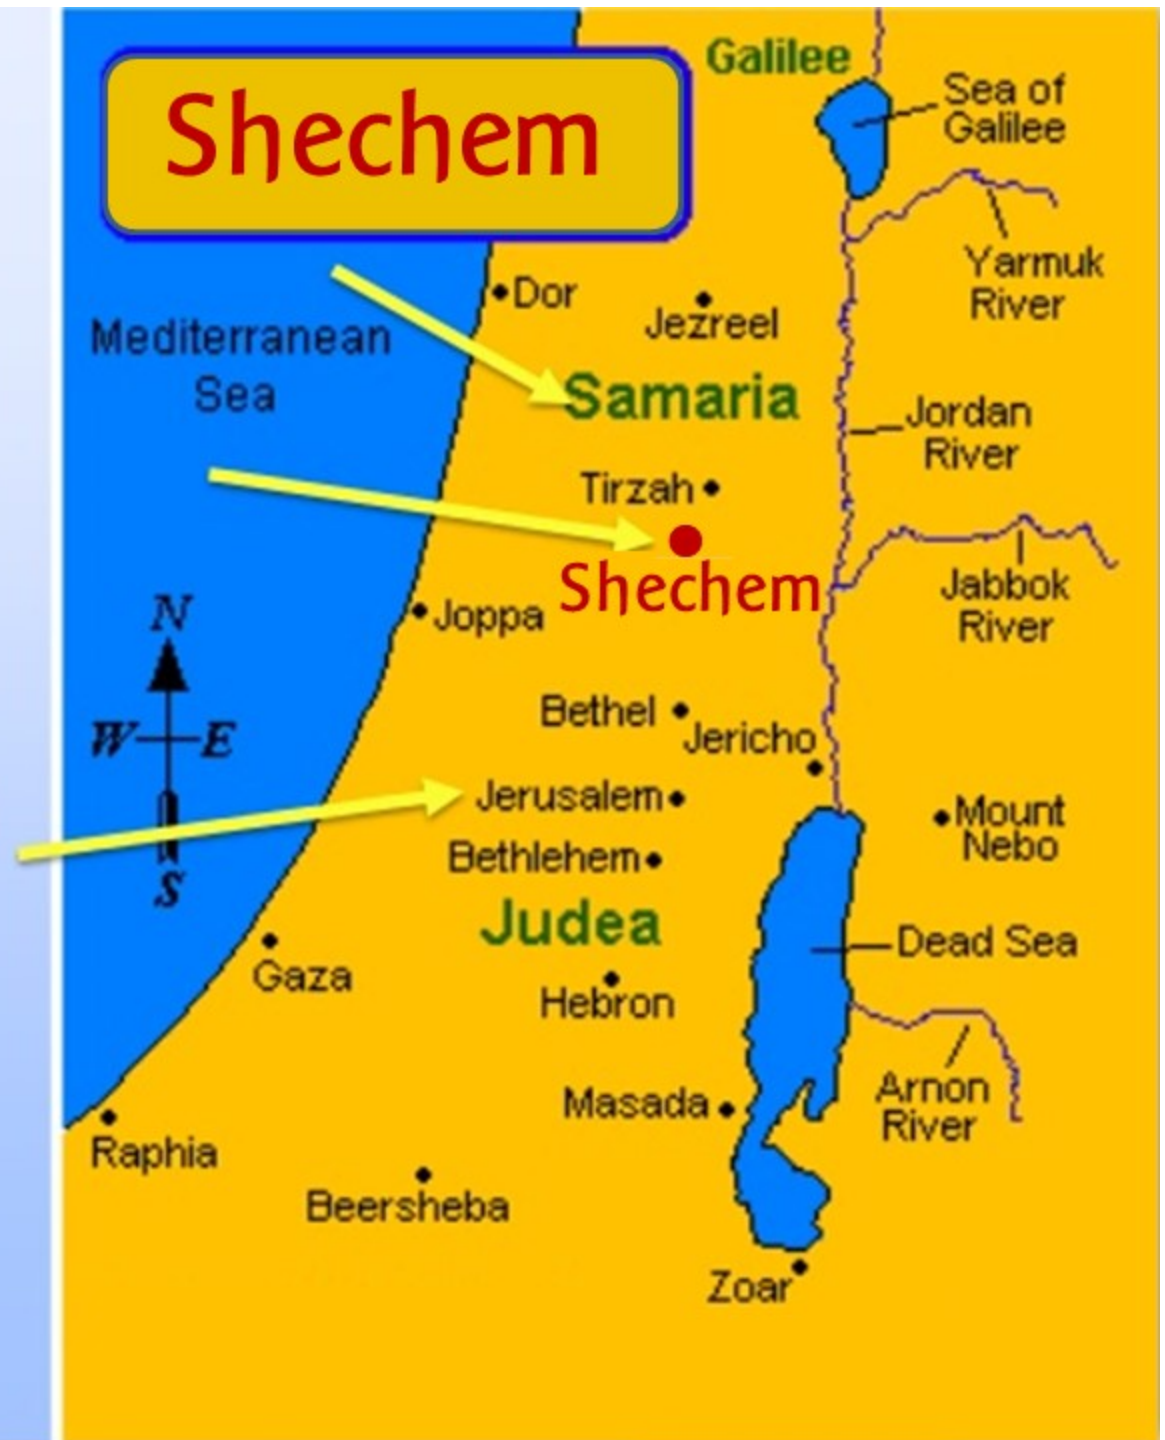 Shechem
Galilee
Sea of
Galilee
Yarmuk
River
Dor
Jezreel
Mediterranean
Sea
Samaria
Jordan
River
Tirzah
Shechem
Jabbok
River
Joppa
N
W E
S
Bethel
Jericho
Jerusalem
Mount
Nebo
Bethlehem
Judea
Dead Sea
Gaza
Hebron
Arnon
River
Masada
Raphia
Beersheba
Zoar